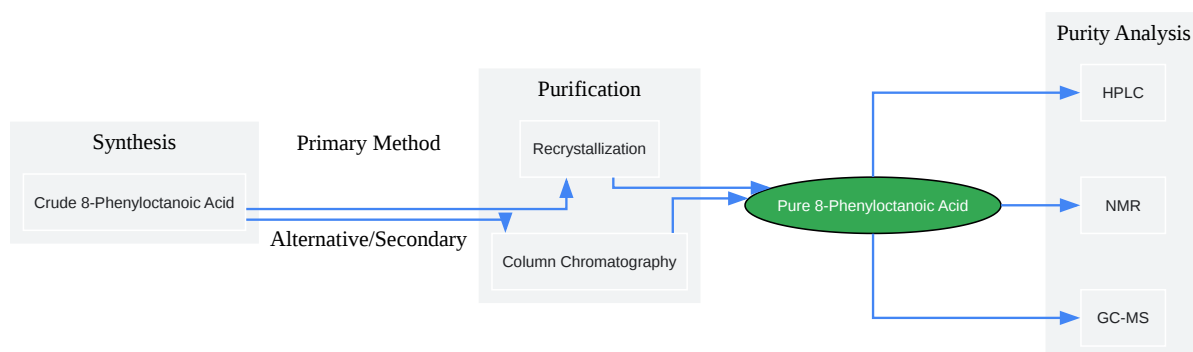 Synthesis
Crude 8-Phenyloctanoic Acid
Primary Method
Alternative/Secondary
Purification
Recrystallization
Column Chromatography
Pure 8-Phenyloctanoic Acid
Purity Analysis
HPLC
NMR
GC-MS